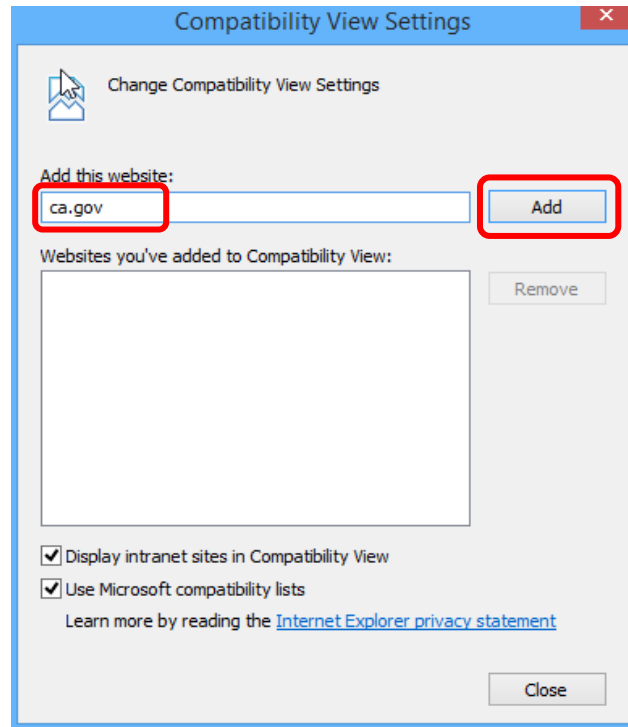 Compatibility View Settings
Change Compatibility View Settings
Add this website:
ca.gov
Add
Websites you've added to Compatibility View:
Remove
Display intranet sites in Compatibility View
Use Microsoft compatibility lists
Learn more by reading the Internet Explorer privacy statement
Close